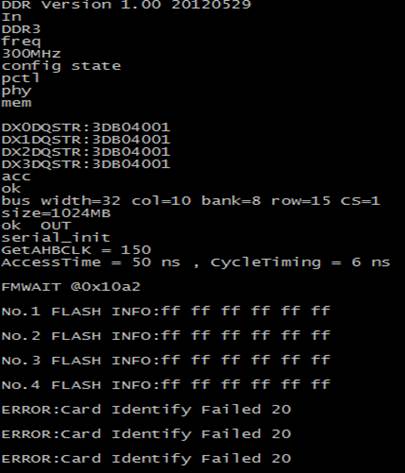 DDR Version 1.00 20120529
In
DDR3
freq
300MHz
config state
pctl
phy
mem
DX0DQSTR:3DB04001
DX1DQSTR:3DB04001
DX2DQSTR:3DB04001
DX3DQSTR:3DB04001
acc
ok
bus width=32 col=10 bank=8 row=15 CS=1
size=1024MB
ok  OUT
serial_init
GetAHBCLK = 150
AccessTime = 50 ns , CycleTiming = 6 ns
FMWAIT @0x10a2
No.1 FLASH INFO:ff ff ff ff ff ff
No.2 FLASH INFO:ff ff ff ff ff ff
No.3 FLASH INFO:ff ff ff ff ff ff
No.4 FLASH INFO:ff ff ff ff ff ff
ERROR:Card Identify Failed 20
ERROR:Card Identify Failed 20
ERROR:Card Identify Failed 20